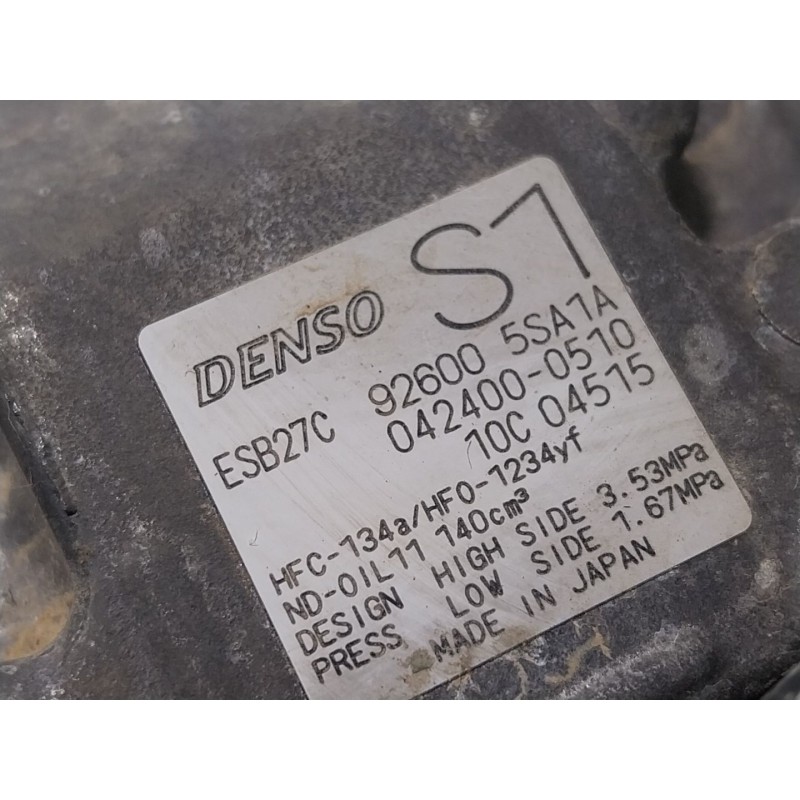 DENSO S1
ESB27C 92600 5SA1A
042400-0510
10C 04515
HFC-134a/HFO-1234yf
ND-OIL11 140cm³
DESIGN HIGH SIDE 3.53MPa
PRESS LOW SIDE 1.67MPa
MADE IN JAPAN